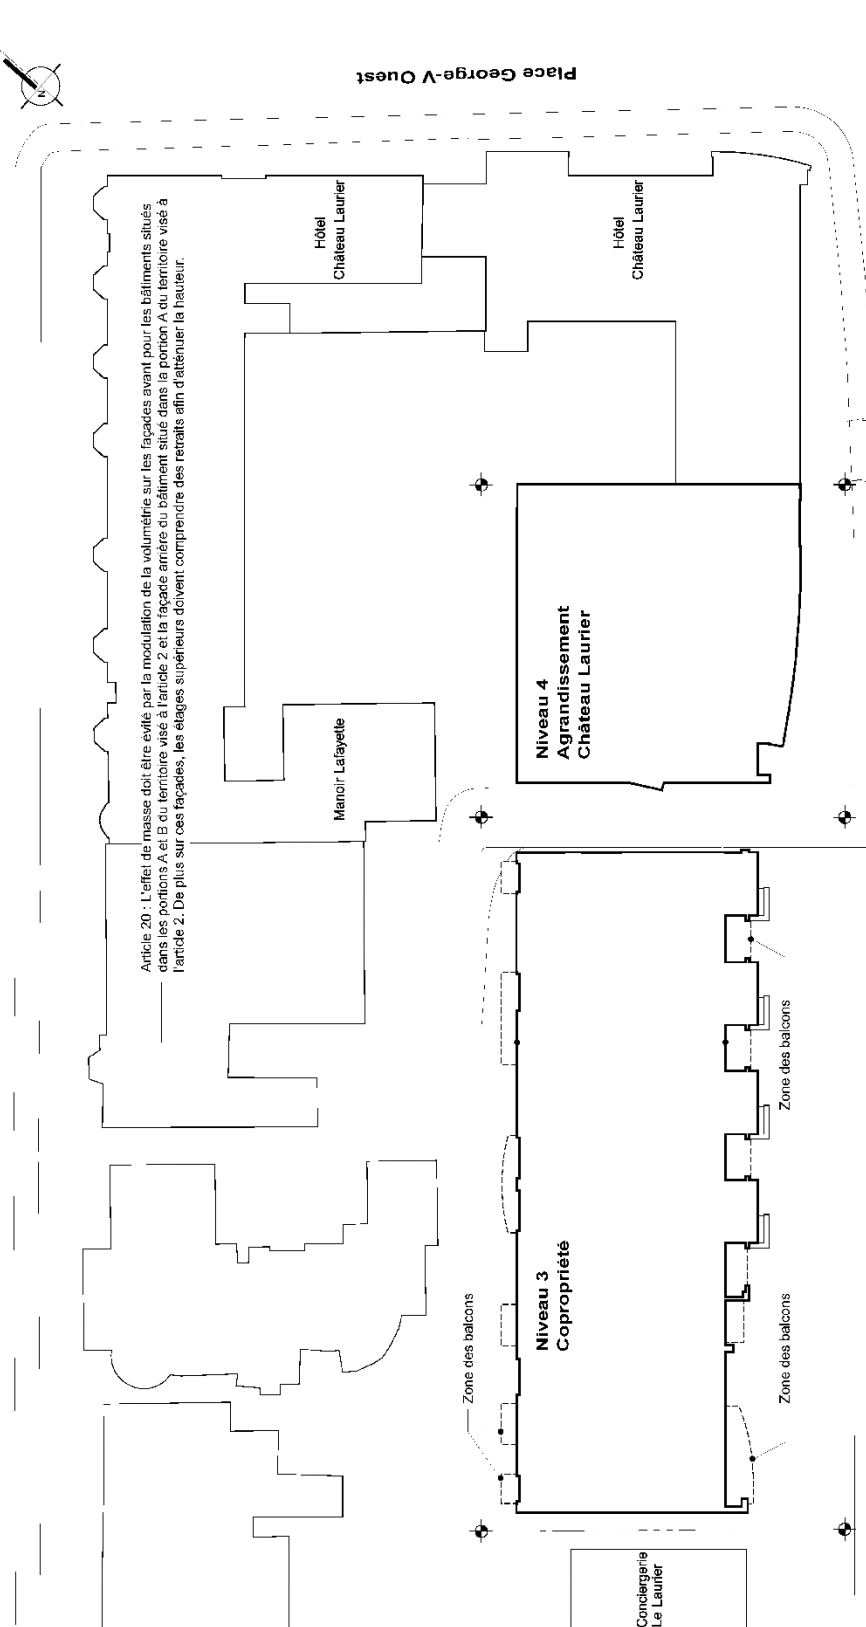 Place George-V Ouest
N
Article 20 : L'effet de masse doit être évité par la modulation de la volumétrie sur les façades avant pour les bâtiments situés
dans les portions A et B du territoire visé à l'article 2 et la façade arrière du bâtiment situé dans la portion A du territoire visé à
l'article 2. De plus sur ces façades, les étages supérieurs doivent comprendre des retraits afin d'atténuer la hauteur.
Hôtel
Château Laurier
Hôtel
Château Laurier
Manoir Lafayette
Niveau 4
Agrandissement
Château Laurier
Zone des balcons
Niveau 3
Copropriété
Zone des balcons
Zone des balcons
Conciergerie
Le Laurier